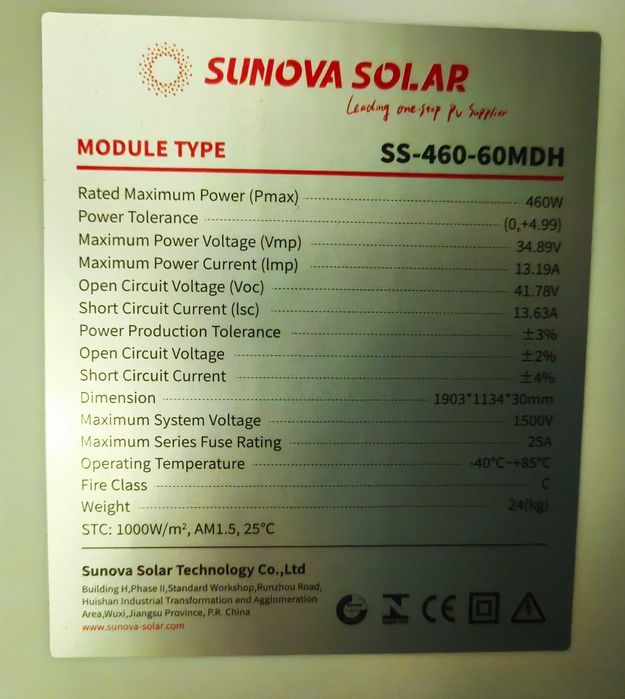 SUNOVA SOLAR
Leading one-stop PV Supplier
MODULE TYPE SS-460-60MDH
Rated Maximum Power (Pmax) 460W
Power Tolerance (0,+4.99)
Maximum Power Voltage (Vmp) 34.89V
Maximum Power Current (lmp) 13.19A
Open Circuit Voltage (Voc) 41.78V
Short Circuit Current (lsc) 13.63A
Power Production Tolerance ±3%
Open Circuit Voltage ±2%
Short Circuit Current ±4%
Dimension 1903*1134*30mm
Maximum System Voltage 1500V
Maximum Series Fuse Rating 25A
Operating Temperature -40℃~+85℃
Fire Class C
Weight 24(kg)
STC: 1000W/m², AM1.5, 25℃
Sunova Solar Technology Co.,Ltd
Building H,Phase II,Standard Workshop,Runzhou Road,
Huishan Industrial Transformation and Agglomeration
Area,Wuxi,Jiangsu Province, P.R. China
www.sunova-solar.com
CE